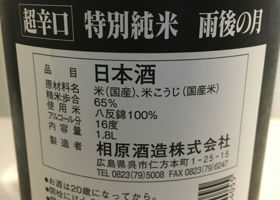 超辛口 特別純米 雨後の月
品目 日本酒
原材料名 米(国産)、米こうじ(国産米)
精米歩合 65%
使用米 八反錦100%
アルコール分 16度
容量 1.8L
製造者 相原酒造株式会社
広島県呉市仁方本町1-25-15
TEL 0823(79)5008 FAX 0823(79)6247
●お酒は20歳になってから。